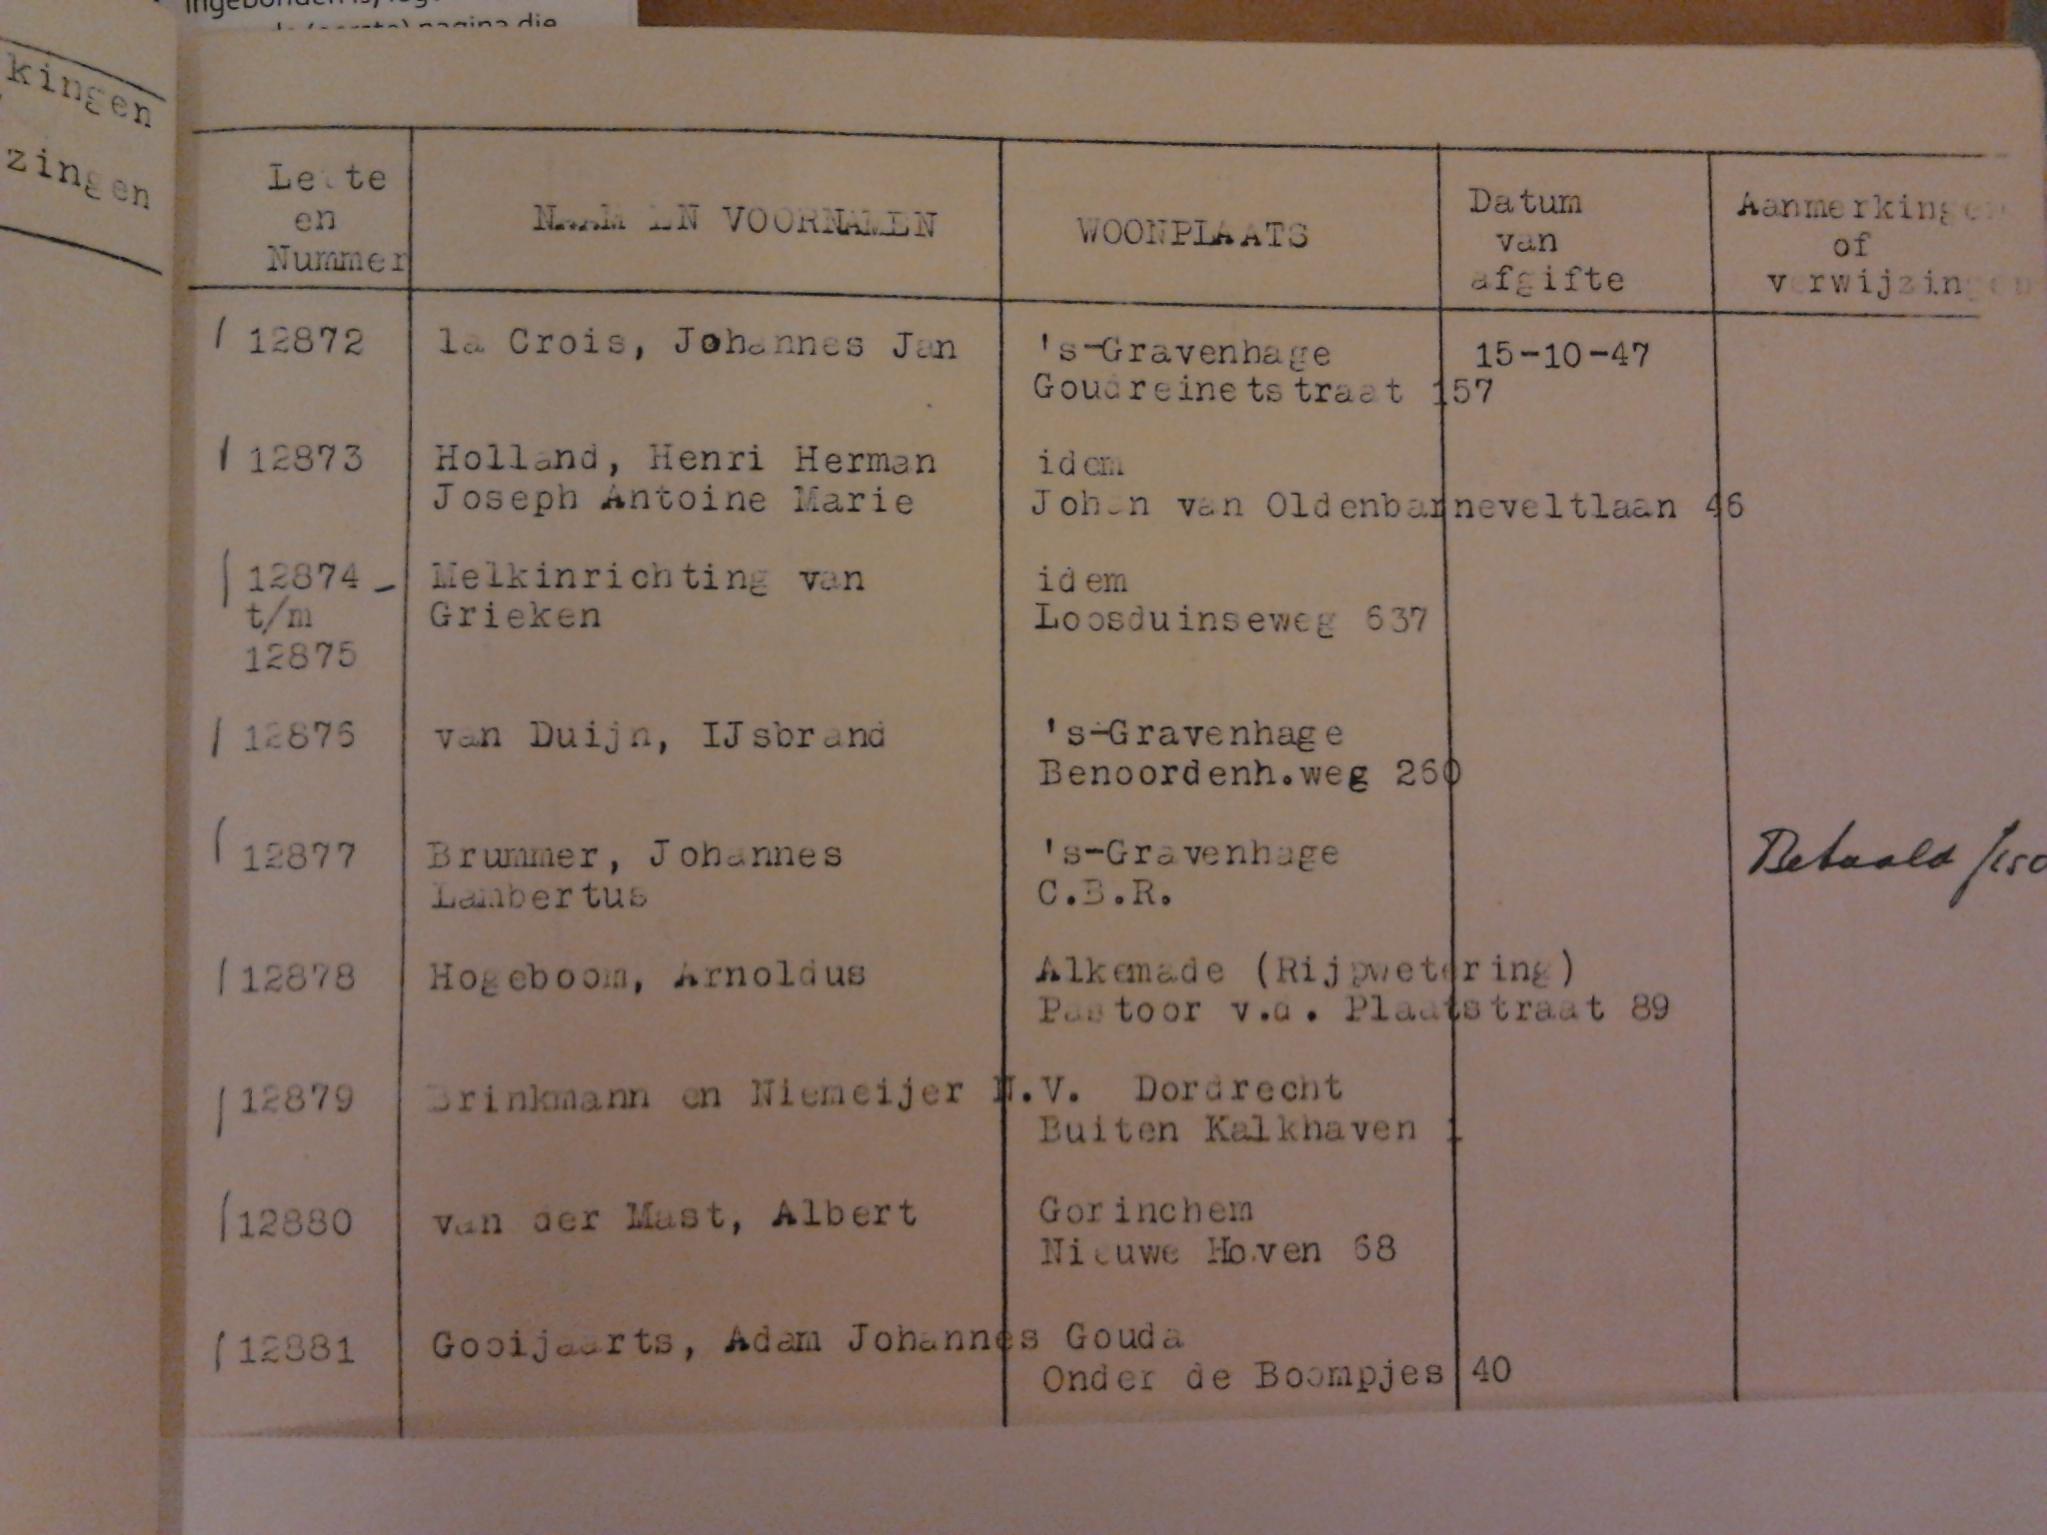 kingen
zingen
Lette
en
Nummer
NAAM EN VOORNAMEN
WOONPLAATS
Datum
van
afgifte
Aanmerkingen
of
verwijzingen
12872
la Crois, Johannes Jan
's-Gravenhage
15-10-47
Goudreinetstraat 157
12873
Holland, Henri Herman
idem
Joseph Antoine Marie
Johan van Oldenbarneveltlaan 46
12874 -
Melkinrichting van
idem
t/m
Grieken
Loosduinseweg 637
12875
12876
van Duijn, IJsbrand
's-Gravenhage
Benoordenh.weg 260
12877
Brummer, Johannes
's-Gravenhage
Betaald
Lambertus
C.B.R.
12878
Hogeboom, Arnoldus
Alkemade (Rijpwetering)
Pastoor v.d. Plaatstraat 89
12879
Brinkmann en Niemeijer N.V.
Dordrecht
Buiten Kalkhaven 1
12880
van der Mast, Albert
Gorinchem
Nieuwe Hoven 68
12881
Gooijaarts, Adam Johannes
Gouda
Onder de Boompjes 40